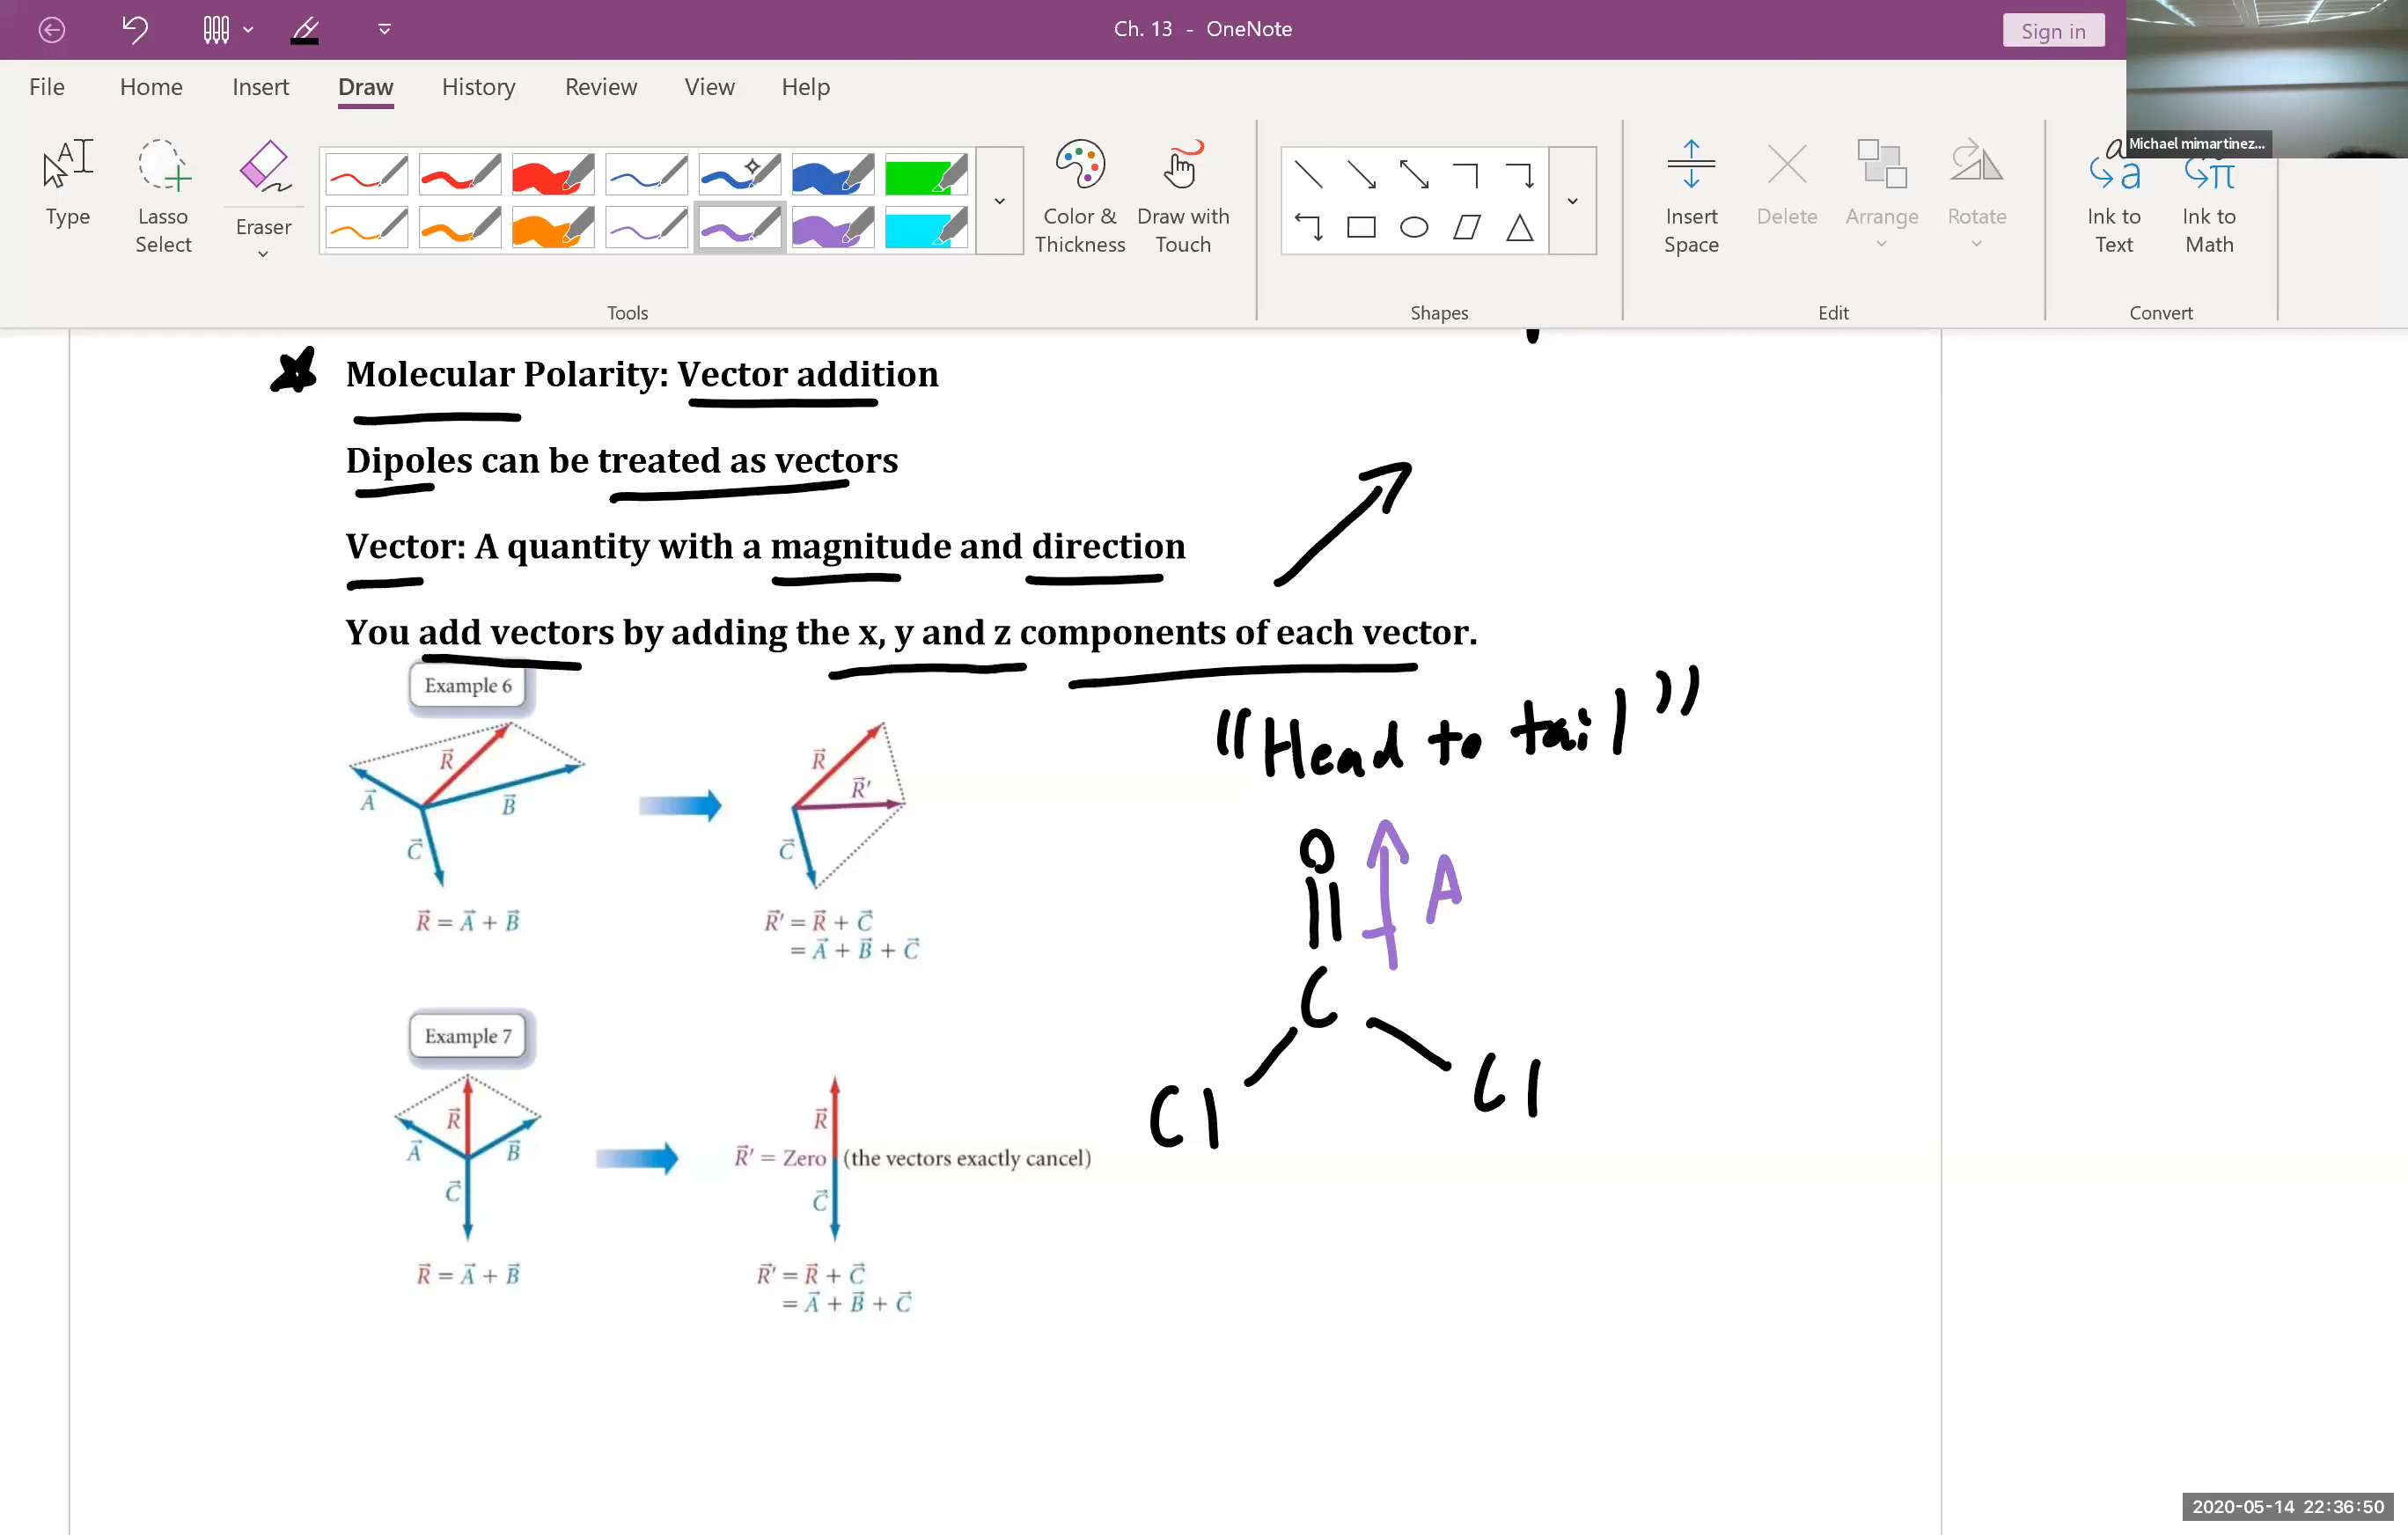 Ch. 13 - OneNote
Sign in
File Home Insert Draw History Review View Help
Michael mimartinez...
Type
Lasso Select
Eraser
Color & Thickness
Draw with Touch
Insert Space
Delete
Arrange
Rotate
Ink to Text
Ink to Math
Tools
Shapes
Edit
Convert
Molecular Polarity: Vector addition
Dipoles can be treated as vectors
Vector: A quantity with a magnitude and direction
You add vectors by adding the x, y and z components of each vector.
"Head to tail"
Example 6
R⃗
A⃗
B⃗
C⃗
R⃗ = A⃗ + B⃗
R⃗
R⃗'
C⃗
R⃗' = R⃗ + C⃗
= A⃗ + B⃗ + C⃗
O
A
C
Cl
Cl
Example 7
R⃗
A⃗
B⃗
C⃗
R⃗ = A⃗ + B⃗
R⃗
R⃗' = Zero (the vectors exactly cancel)
C⃗
R⃗' = R⃗ + C⃗
= A⃗ + B⃗ + C⃗
2020-05-14 22:36:50